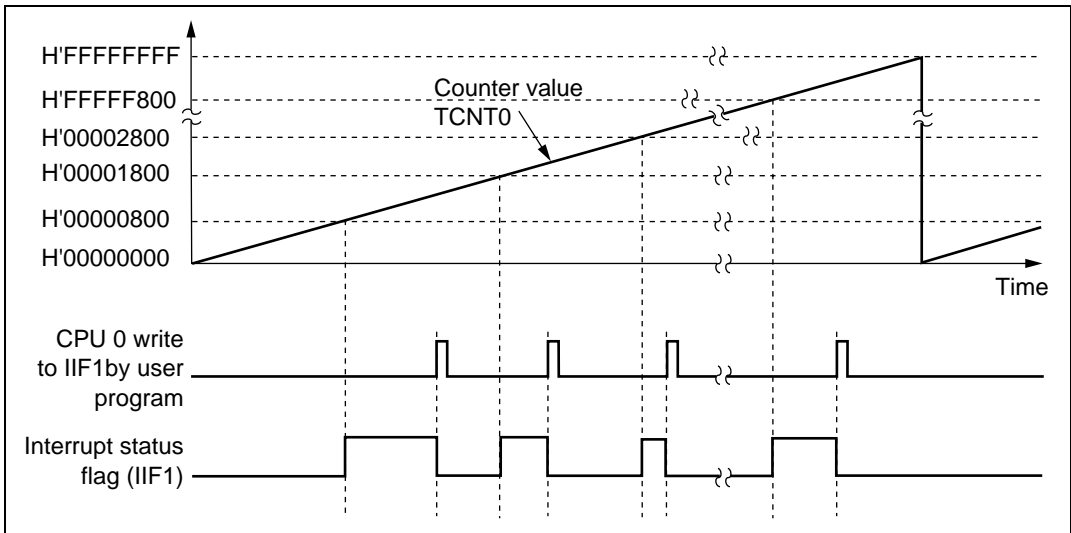 H'FFFFFFFF
H'FFFFF800
H'00002800
H'00001800
H'00000800
H'00000000
Counter value
TCNT0
Time
CPU 0 write
to IIF1by user
program
Interrupt status
flag (IIF1)